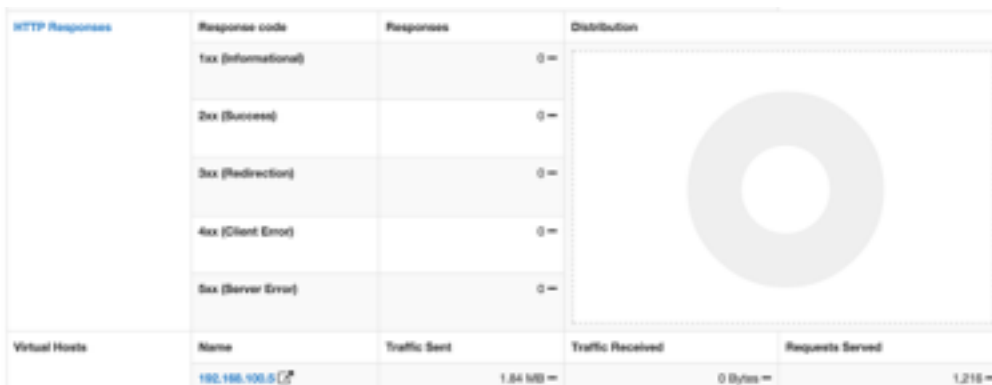 HTTP Responses Response code Responses Distribution
1xx (Informational) 0
2xx (Success) 0
3xx (Redirection) 0
4xx (Client Error) 0
5xx (Server Error) 0
Virtual Hosts Name Traffic Sent Traffic Received Requests Served
192.168.100.5 1.84 MB 0 Bytes 1,216